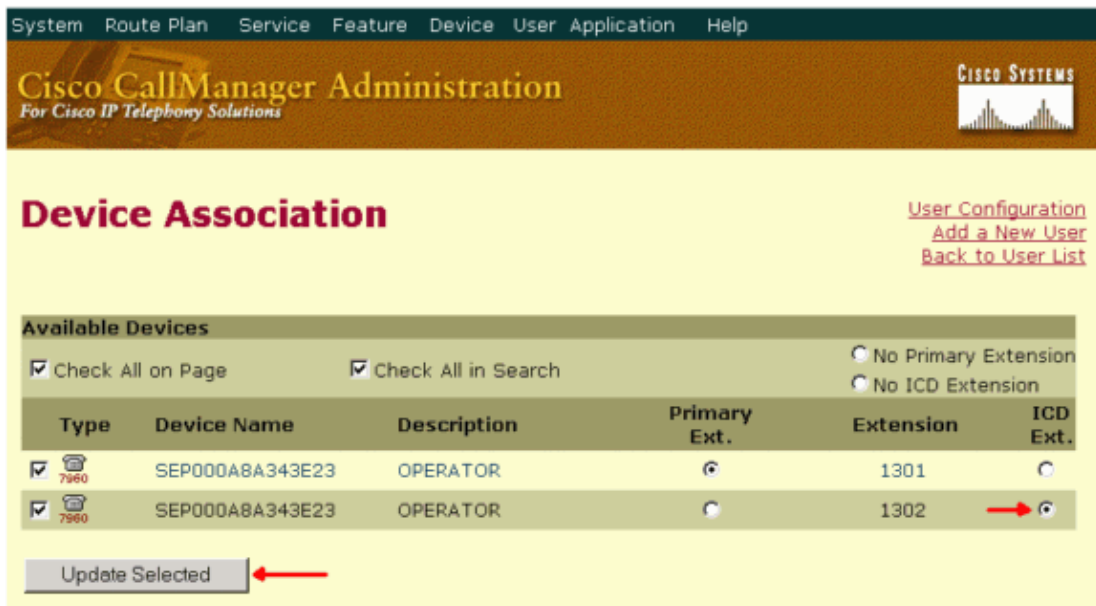 System Route Plan Service Feature Device User Application Help
Cisco CallManager Administration
For Cisco IP Telephony Solutions
CISCO SYSTEMS
Device Association
User Configuration
Add a New User
Back to User List
Available Devices
Check All on Page Check All in Search No Primary Extension
No ICD Extension
Type Device Name Description Primary Ext. Extension ICD Ext.
7960 SEP000A8A343E23 OPERATOR 1301
7960 SEP000A8A343E23 OPERATOR 1302
Update Selected